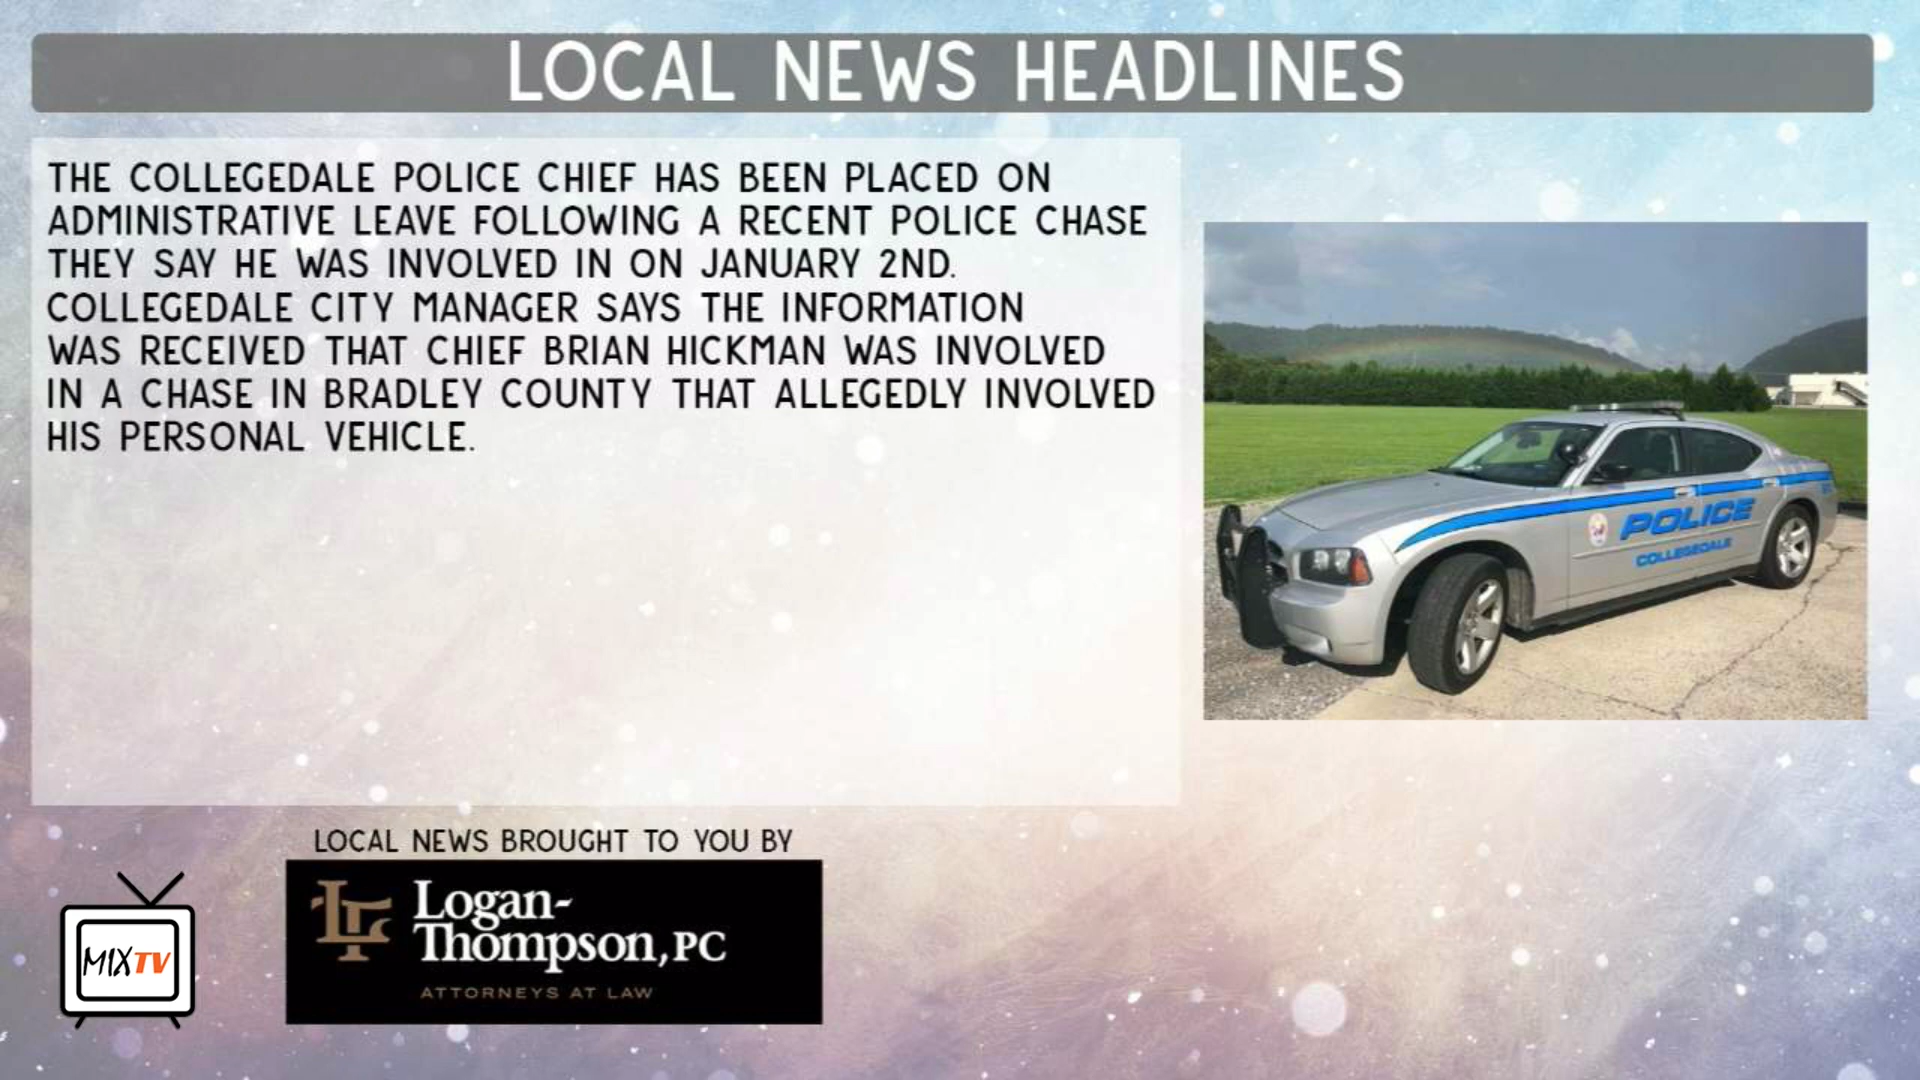 LOCAL NEWS HEADLINES
THE COLLEGEDALE POLICE CHIEF HAS BEEN PLACED ON
ADMINISTRATIVE LEAVE FOLLOWING A RECENT POLICE CHASE
THEY SAY HE WAS INVOLVED IN ON JANUARY 2ND.
COLLEGEDALE CITY MANAGER SAYS THE INFORMATION
WAS RECEIVED THAT CHIEF BRIAN HICKMAN WAS INVOLVED
IN A CHASE IN BRADLEY COUNTY THAT ALLEGEDLY INVOLVED
HIS PERSONAL VEHICLE.
POLICE
COLLEGEDALE
LOCAL NEWS BROUGHT TO YOU BY
Logan-
Thompson, PC
ATTORNEYS AT LAW
MIXTV